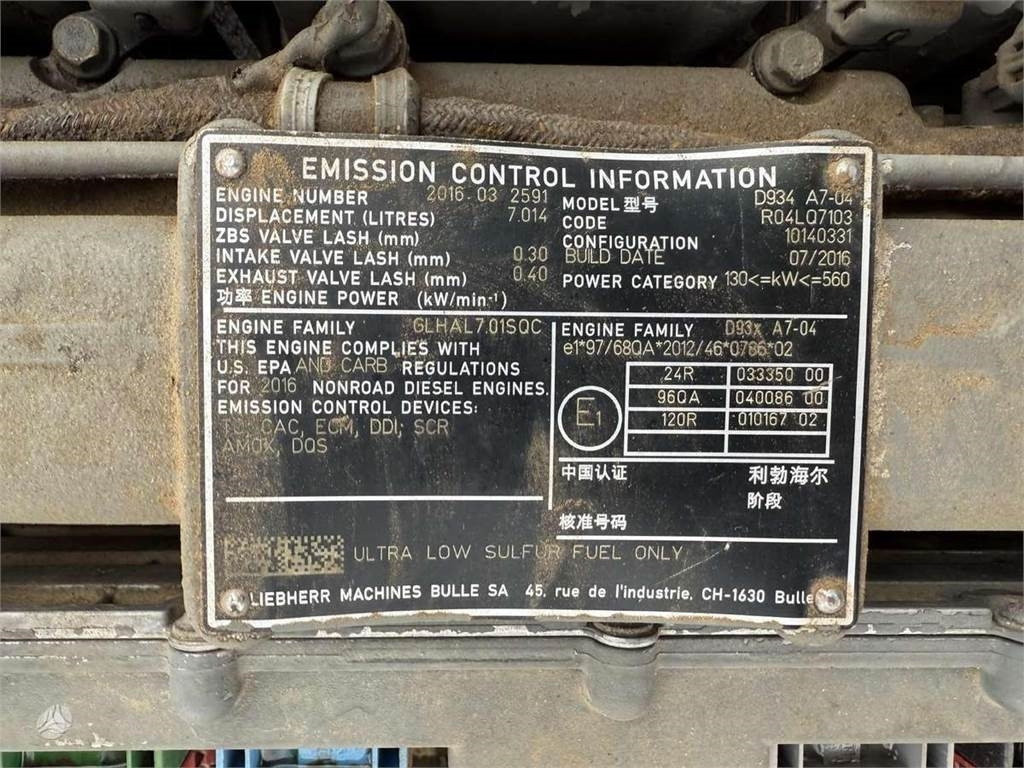 EMISSION CONTROL INFORMATION
ENGINE NUMBER 2016 03 2591
DISPLACEMENT (LITRES) 7.014
ZBS VALVE LASH (mm)
INTAKE VALVE LASH (mm) 0.30
EXHAUST VALVE LASH (mm) 0.40
功率 ENGINE POWER (kW/min⁻¹)
MODEL 型号 D934 A7-04
CODE R04LQ7103
CONFIGURATION 10140331
BUILD DATE 07/2016
POWER CATEGORY 130<=kW<=560
ENGINE FAMILY GLHAL7.01SQC
THIS ENGINE COMPLIES WITH
U.S. EPA AND CARB REGULATIONS
FOR 2016 NONROAD DIESEL ENGINES.
EMISSION CONTROL DEVICES:
CAC, ECM, DDI, SCR
AMOX, DOS
ENGINE FAMILY D93x A7-04
e1*97/68QA*2012/46*0786*02
E1
24R 033350 00
96QA 040086 00
120R 010167 02
中国认证 利勃海尔
阶段
核准号码
ULTRA LOW SULFUR FUEL ONLY
LIEBHERR MACHINES BULLE SA 45, rue de l'industrie, CH-1630 Bulle